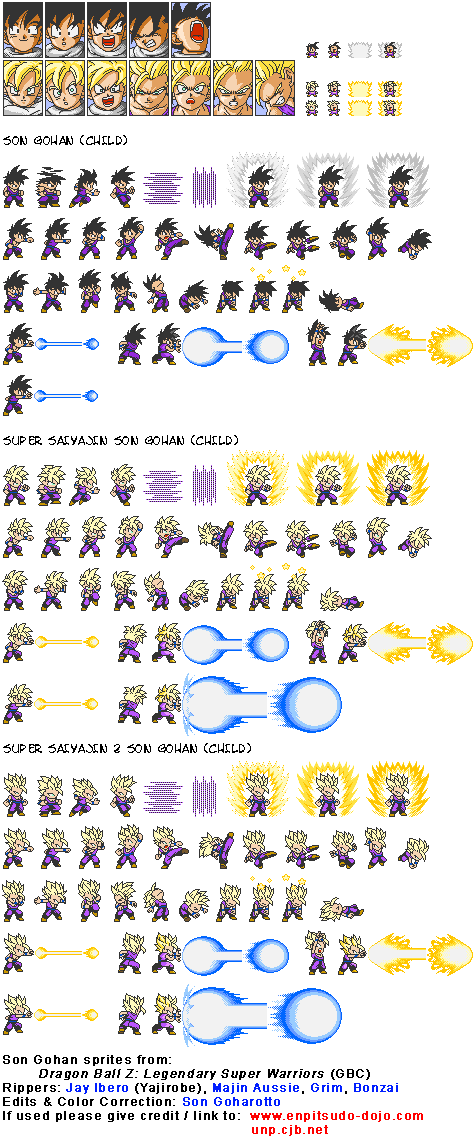 SON GOHAN (CHILD)
SUPER SAIYAJIN SON GOHAN (CHILD)
SUPER SAIYAJIN 2 SON GOHAN (CHILD)
Son Gohan sprites from:
Dragon Ball Z: Legendary Super Warriors (GBC)
Rippers: Jay Ibero (Yajirobe), Majin Aussie, Grim, Bonzai
Edits & Color Correction: Son Goharotto
If used please give credit / link to: www.enpitsudo-dojo.com
unp.cjb.net